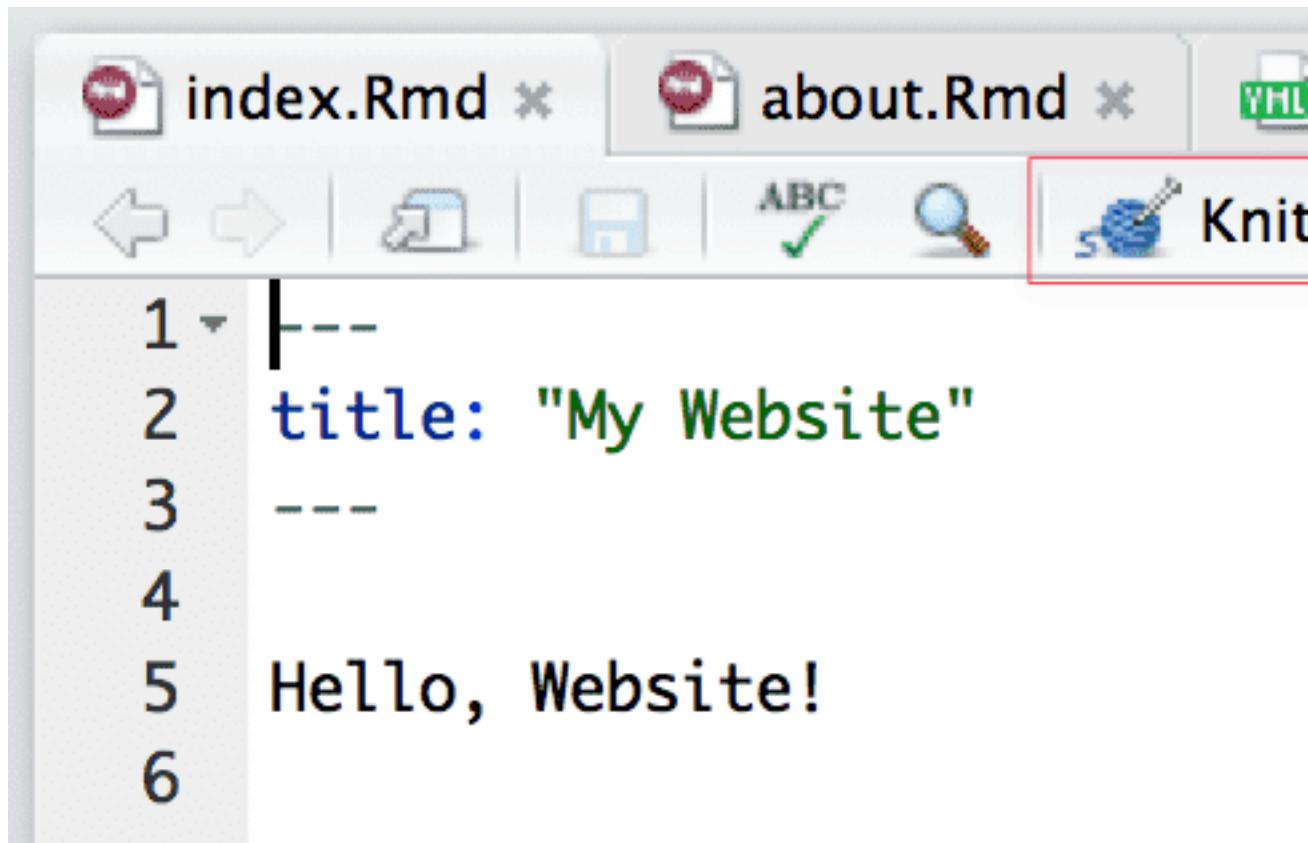 index.Rmd about.Rmd
ABC Knit
1 ---
2 title: "My Website"
3 ---
4
5 Hello, Website!
6